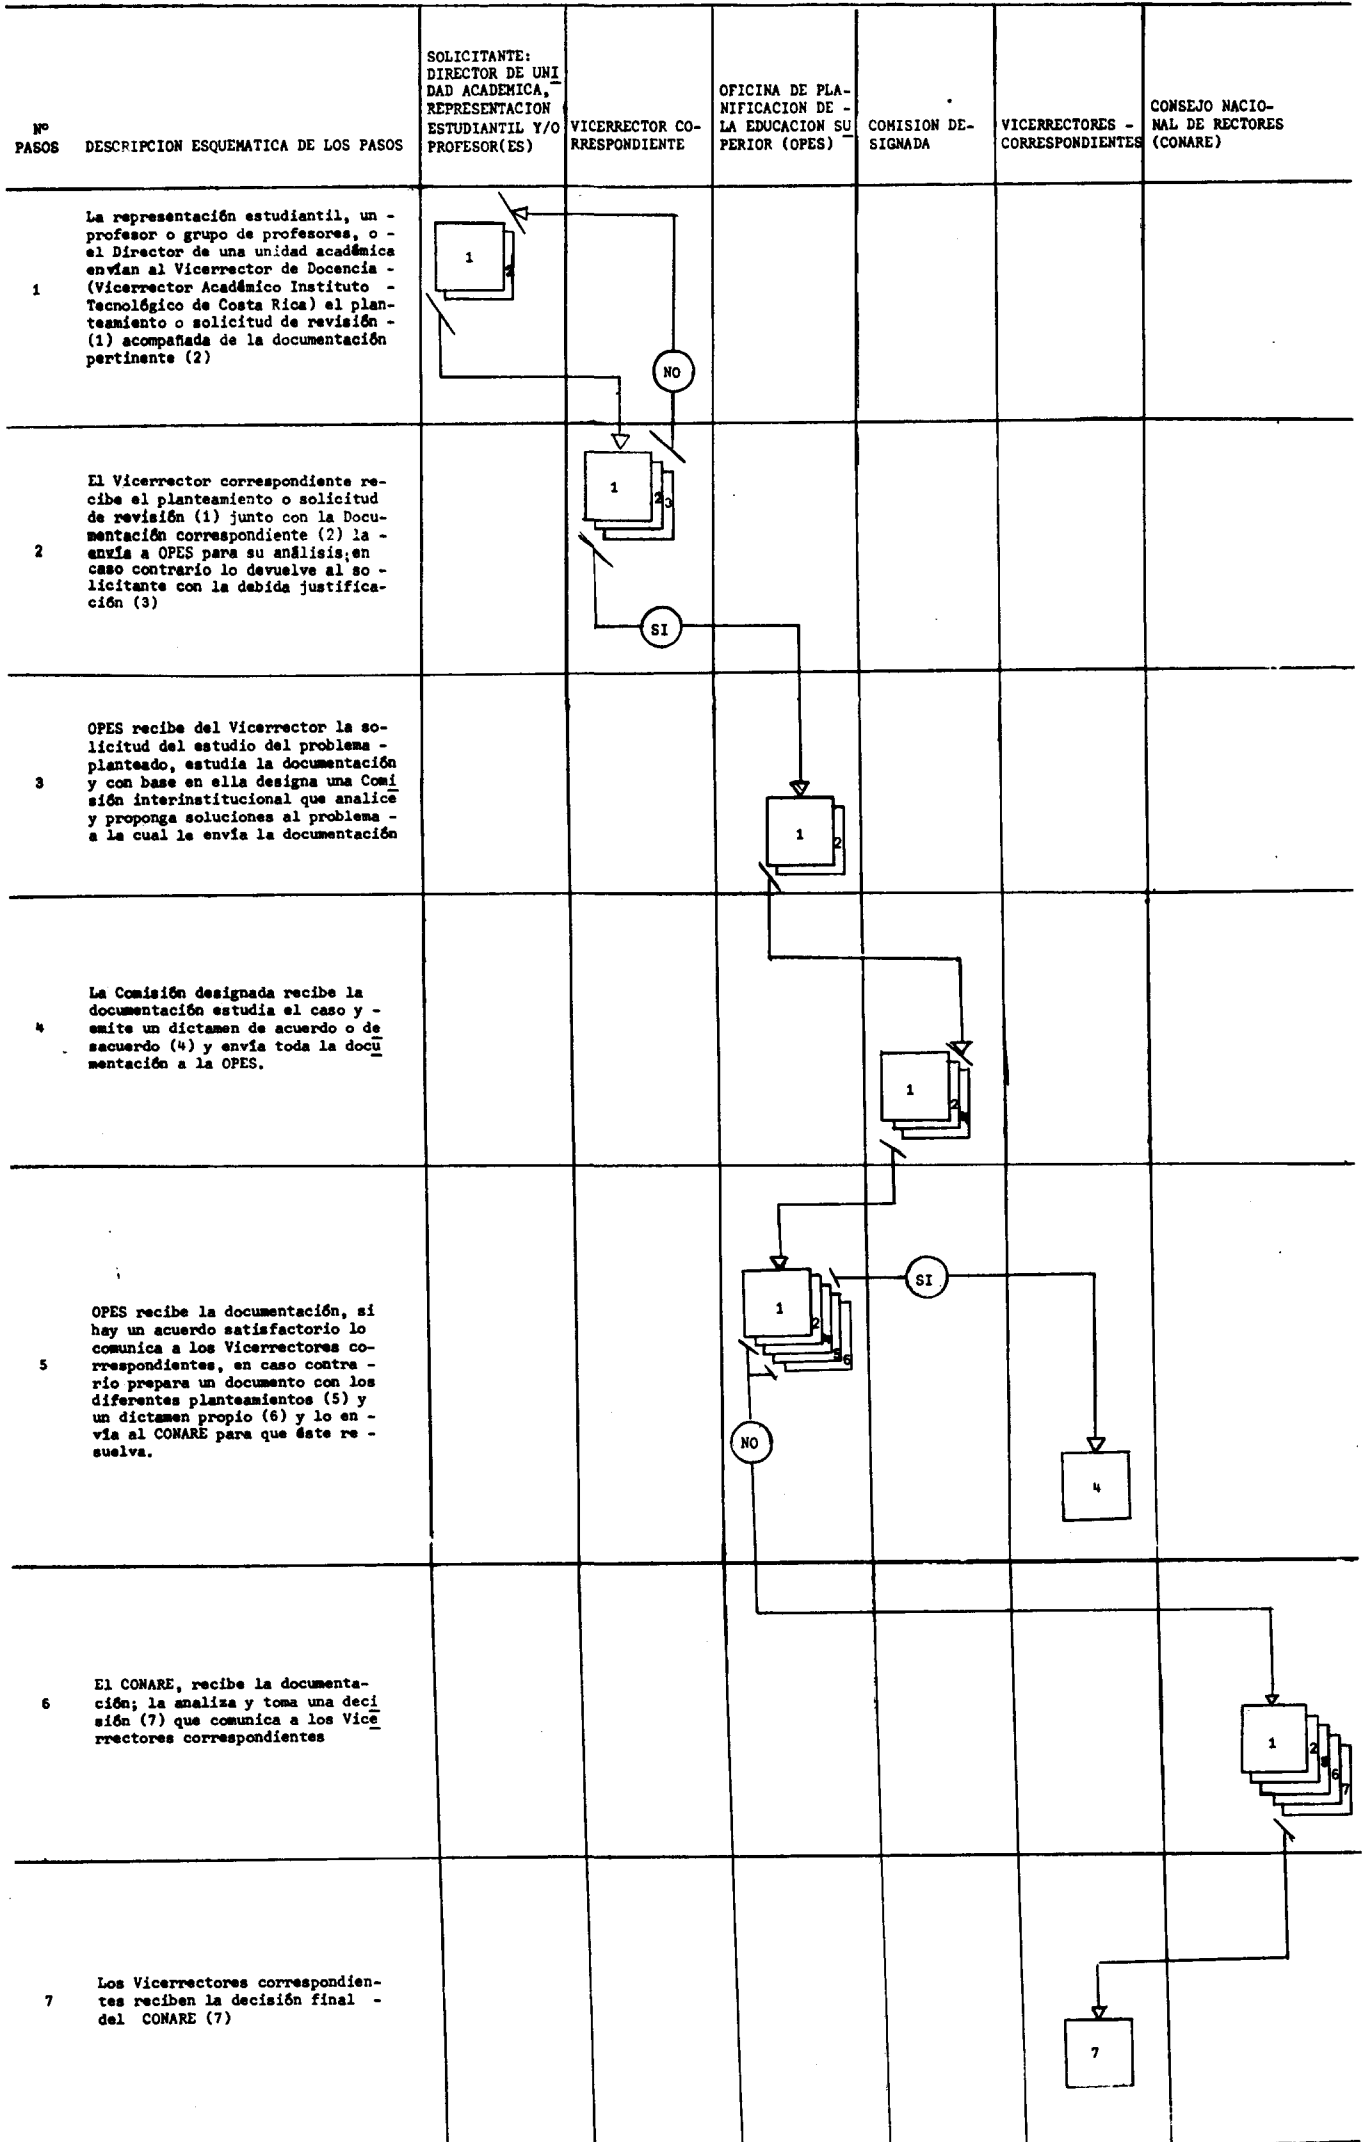 Nº
PASOS
DESCRIPCION ESQUEMATICA DE LOS PASOS
SOLICITANTE:
DIRECTOR DE UNI
DAD ACADEMICA,
REPRESENTACION
ESTUDIANTIL Y/O
PROFESOR(ES)
VICERRECTOR CO-
RRESPONDIENTE
OFICINA DE PLA-
NIFICACION DE -
LA EDUCACION SU
PERIOR (OPES)
COMISION DE-
SIGNADA
VICERRECTORES -
CORRESPONDIENTES
CONSEJO NACIO-
NAL DE RECTORES
(CONARE)
1
La representación estudiantil, un -
profesor o grupo de profesores, o -
el Director de una unidad académica
envían al Vicerrector de Docencia -
(Vicerrector Académico Instituto -
Tecnológico de Costa Rica) el plan-
teamiento o solicitud de revisión -
(1) acompañada de la documentación
pertinente (2)
1
2
NO
2
El Vicerrector correspondiente re-
cibe el planteamiento o solicitud
de revisión (1) junto con la Docu-
mentación correspondiente (2) la -
envía a OPES para su análisis;en
caso contrario lo devuelve al so -
licitante con la debida justifica-
ción (3)
1
2
3
SI
3
OPES recibe del Vicerrector la so-
licitud del estudio del problema -
planteado, estudia la documentación
y con base en ella designa una Comi
sión interinstitucional que analice
y proponga soluciones al problema -
a la cual le envía la documentación
1
2
4
La Comisión designada recibe la
documentación estudia el caso y -
emite un dictamen de acuerdo o de
sacuerdo (4) y envía toda la docu
mentación a la OPES.
1
2
5
OPES recibe la documentación, si
hay un acuerdo satisfactorio lo
comunica a los Vicerrectores co-
rrespondientes, en caso contra -
rio prepara un documento con los
diferentes planteamientos (5) y
un dictamen propio (6) y lo en -
vía al CONARE para que éste re -
suelva.
1
2
5
6
SI
NO
4
6
El CONARE, recibe la documenta-
ción; la analiza y toma una deci
sión (7) que comunica a los Vice
rrectores correspondientes
1
2
6
7
7
Los Vicerrectores correspondien-
tes reciben la decisión final -
del CONARE (7)
7